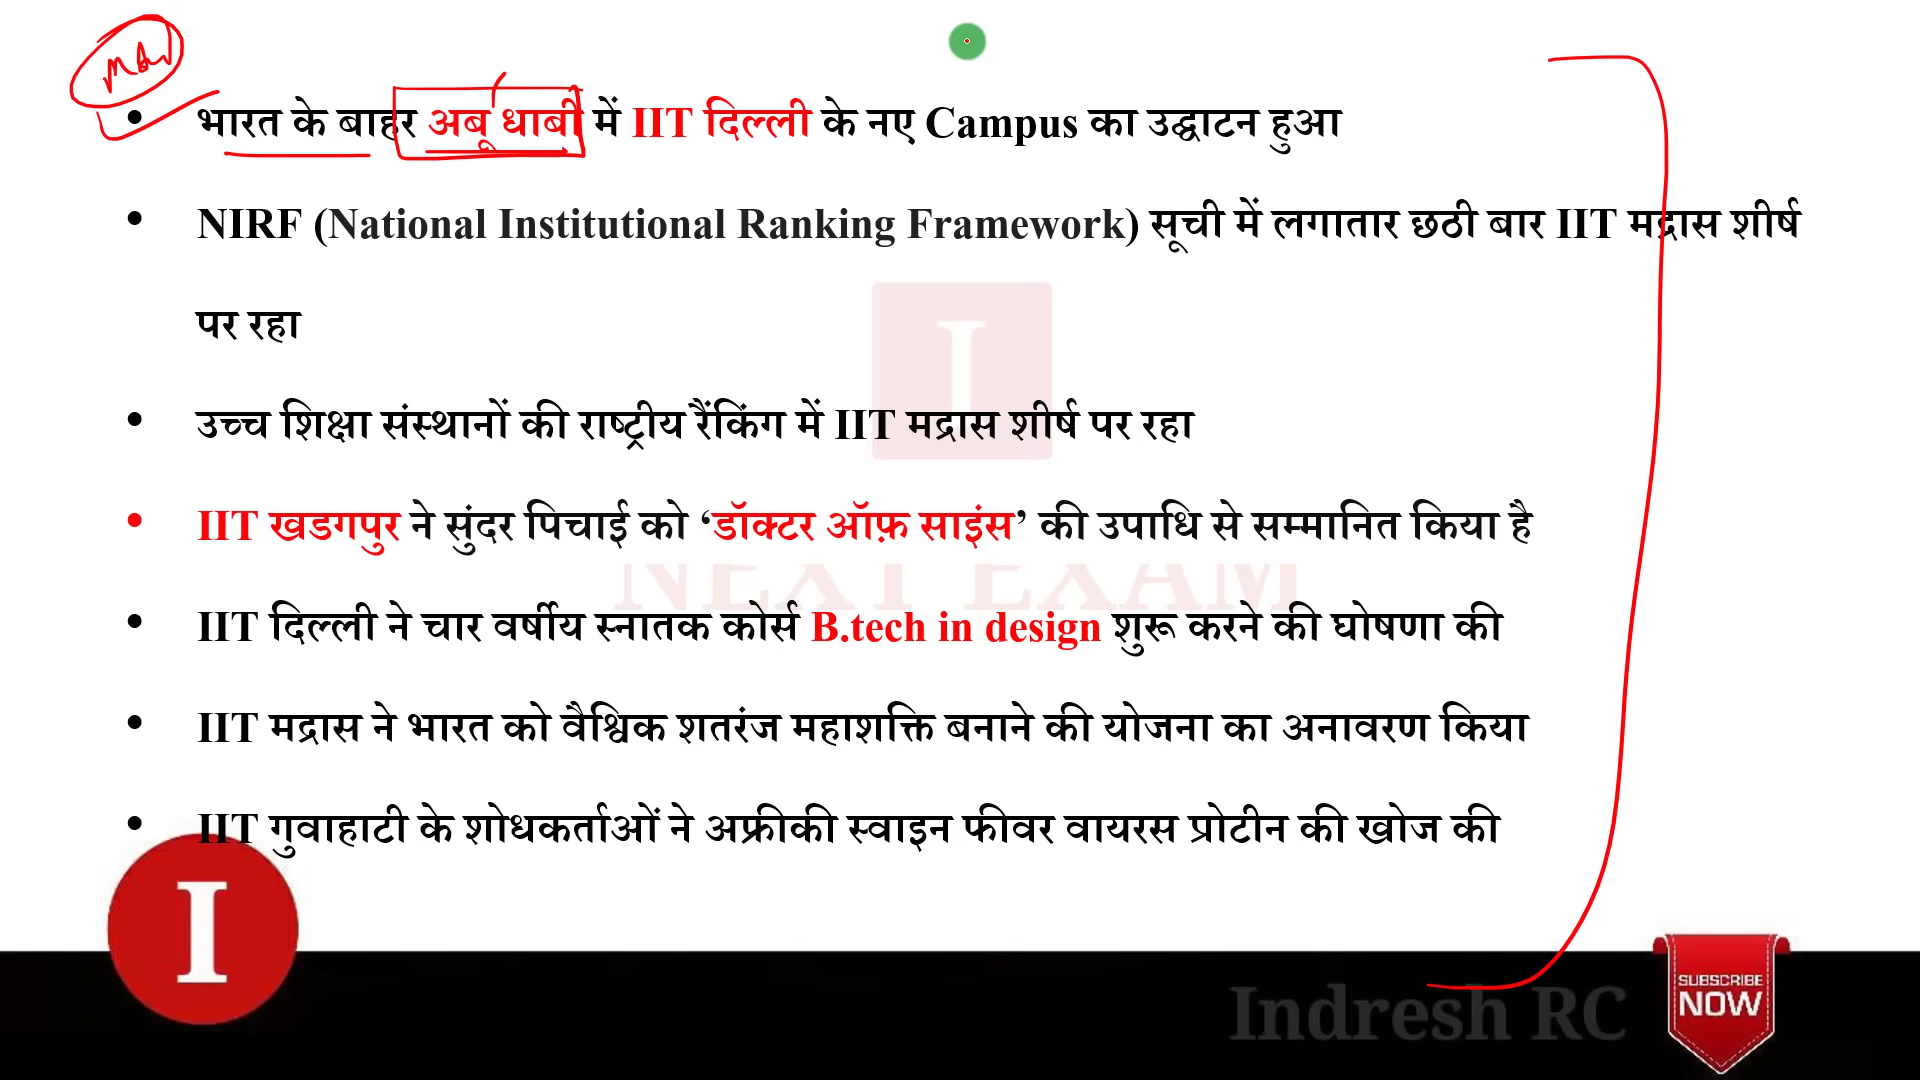 भारत के बाहर अबू धाबी में IIT दिल्ली के नए Campus का उद्घाटन हुआ
NIRF (National Institutional Ranking Framework) सूची में लगातार छठी बार IIT मद्रास शीर्ष
पर रहा
उच्च शिक्षा संस्थानों की राष्ट्रीय रैंकिंग में IIT मद्रास शीर्ष पर रहा
IIT खडगपुर ने सुंदर पिचाई को ‘डॉक्टर ऑफ़ साइंस’ की उपाधि से सम्मानित किया है
NEXT EXAM
IIT दिल्ली ने चार वर्षीय स्नातक कोर्स B.tech in design शुरू करने की घोषणा की
IIT मद्रास ने भारत को वैश्विक शतरंज महाशक्ति बनाने की योजना का अनावरण किया
IIT गुवाहाटी के शोधकर्ताओं ने अफ्रीकी स्वाइन फीवर वायरस प्रोटीन की खोज की
I
I
Indresh RC
SUBSCRIBE
NOW